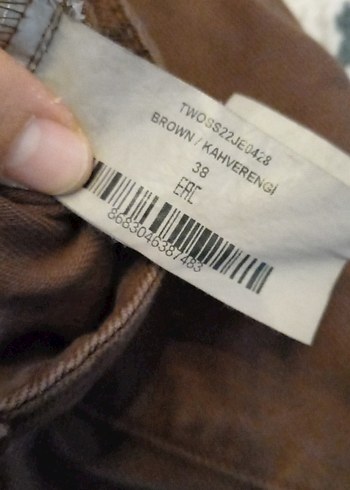 TWOSS22JE0428
BROWN / KAHVERENGİ
38
EAC
8683046387483